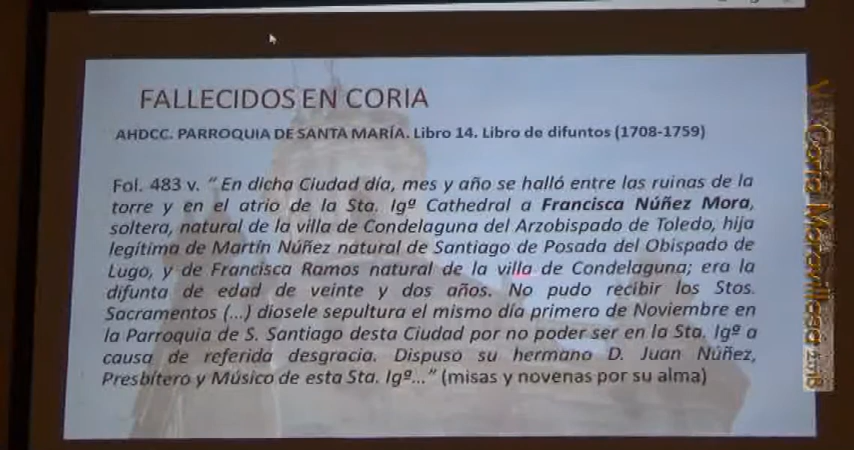 FALLECIDOS EN CORIA
AHDCC. PARROQUIA DE SANTA MARÍA. Libro 14. Libro de difuntos (1708-1759)
Fol. 483 v. “ En dicha Ciudad día, mes y año se halló entre las ruinas de la
torre y en el atrio de la Sta. Igª Cathedral a Francisca Núñez Mora,
soltera, natural de la villa de Condelaguna del Arzobispado de Toledo, hija
legítima de Martín Núñez natural de Santiago de Posada del Obispado de
Lugo, y de Francisca Ramos natural de la villa de Condelaguna; era la
difunta de edad de veinte y dos años. No pudo recibir los Stos.
Sacramentos (...) diosele sepultura el mismo día primero de Noviembre en
la Parroquia de S. Santiago desta Ciudad por no poder ser en la Sta. Igª a
causa de referida desgracia. Dispuso su hermano D. Juan Núñez,
Presbítero y Músico de esta Sta. Igª...” (misas y novenas por su alma)
Coria